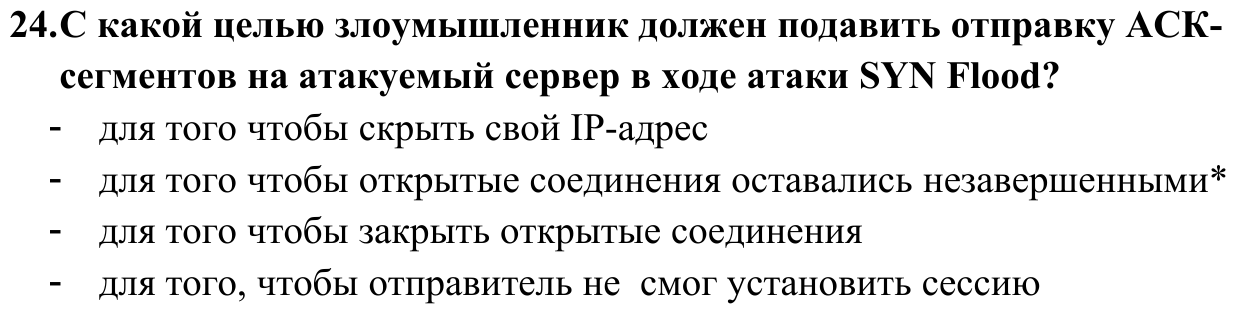 24.С какой целью злоумышленник должен подавить отправку АСК-
сегментов на атакуемый сервер в ходе атаки SYN Flood?
- для того чтобы скрыть свой IP-адрес
- для того чтобы открытые соединения оставались незавершенными*
- для того чтобы закрыть открытые соединения
- для того, чтобы отправитель не  смог установить сессию